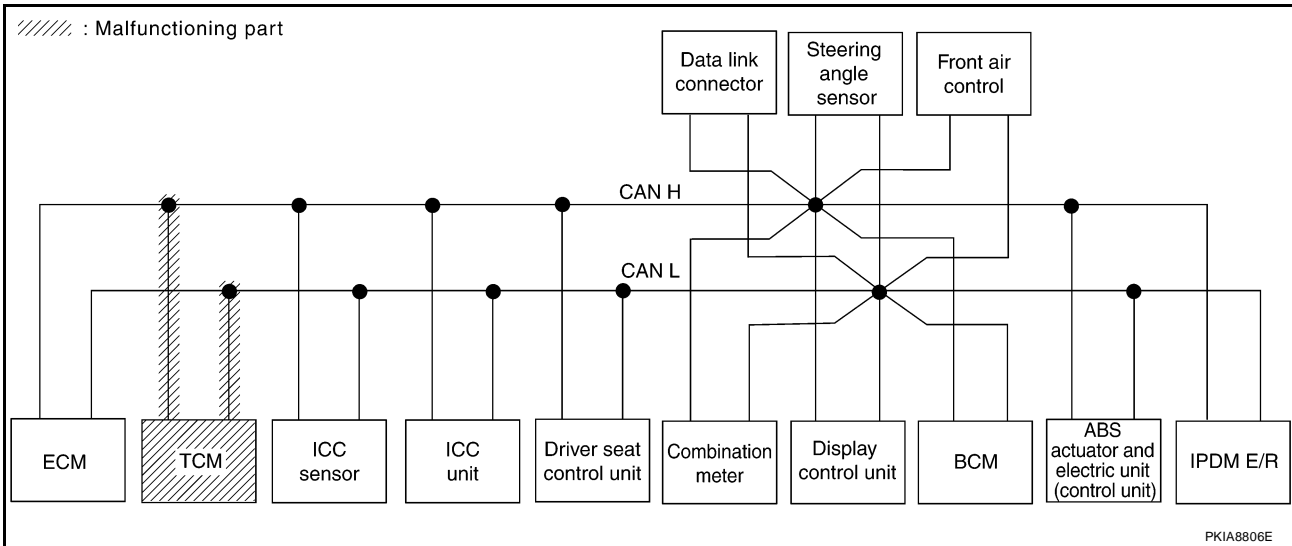 : Malfunctioning part
Data link
connector
Steering
angle
sensor
Front air
control
CAN H
CAN L
ECM
TCM
ICC
sensor
ICC
unit
Driver seat
control unit
Combination
meter
Display
control unit
BCM
ABS
actuator and
electric unit
(control unit)
IPDM E/R
PKIA8806E